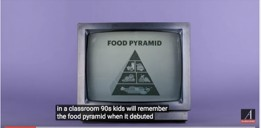 FOOD PYRAMID
in a classroom 90s kids will remember
the food pyramid when it debuted